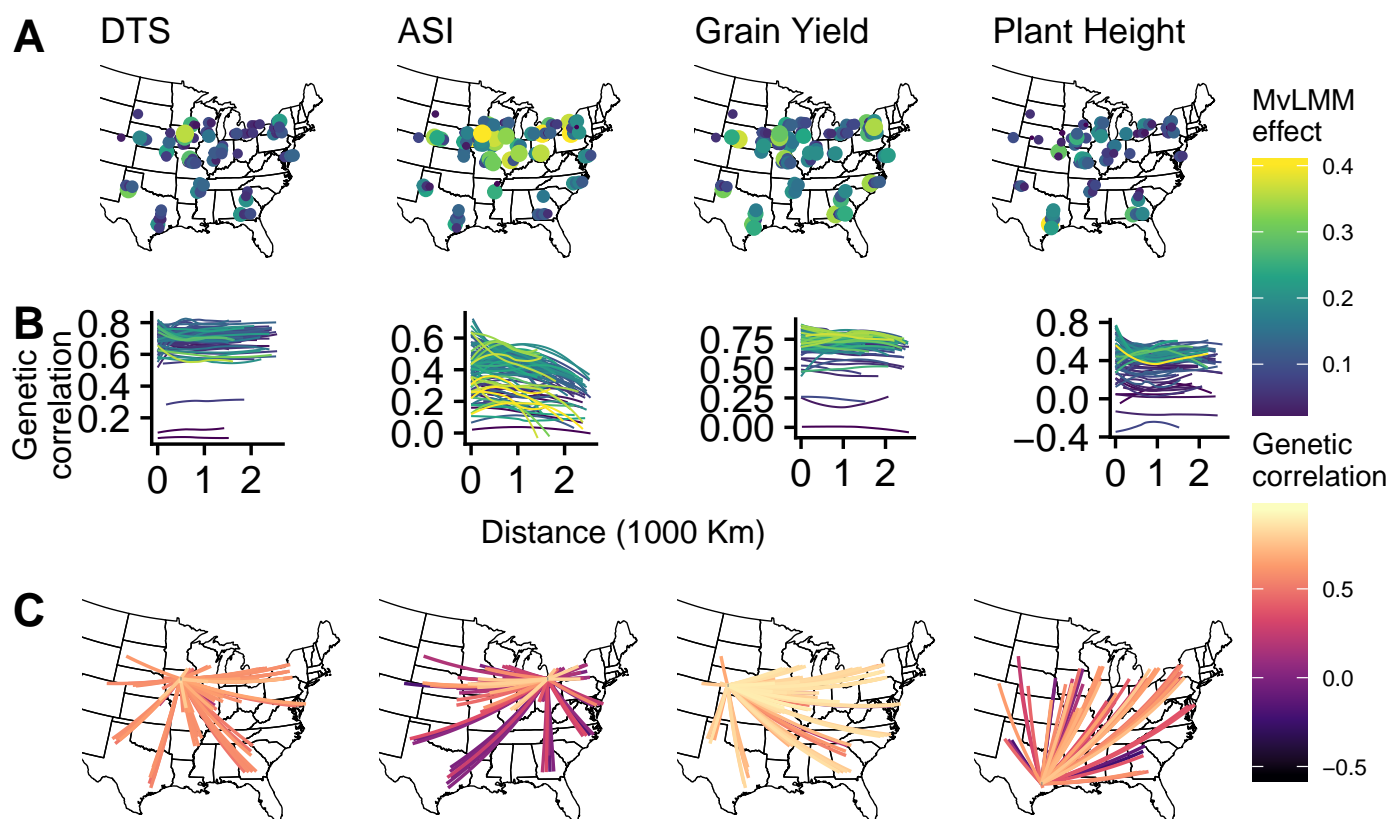 A
DTS
ASI
Grain Yield
Plant Height
MvLMM
effect
0.4
0.3
0.2
0.1
B
Genetic
correlation
0.8
0.6
0.4
0.2
0 1 2
0.6
0.4
0.2
0.0
0 1 2
0.75
0.50
0.25
0.00
0 1 2
0.8
0.4
0.0
−0.4
0 1 2
Distance (1000 Km)
Genetic
correlation
0.5
0.0
−0.5
C